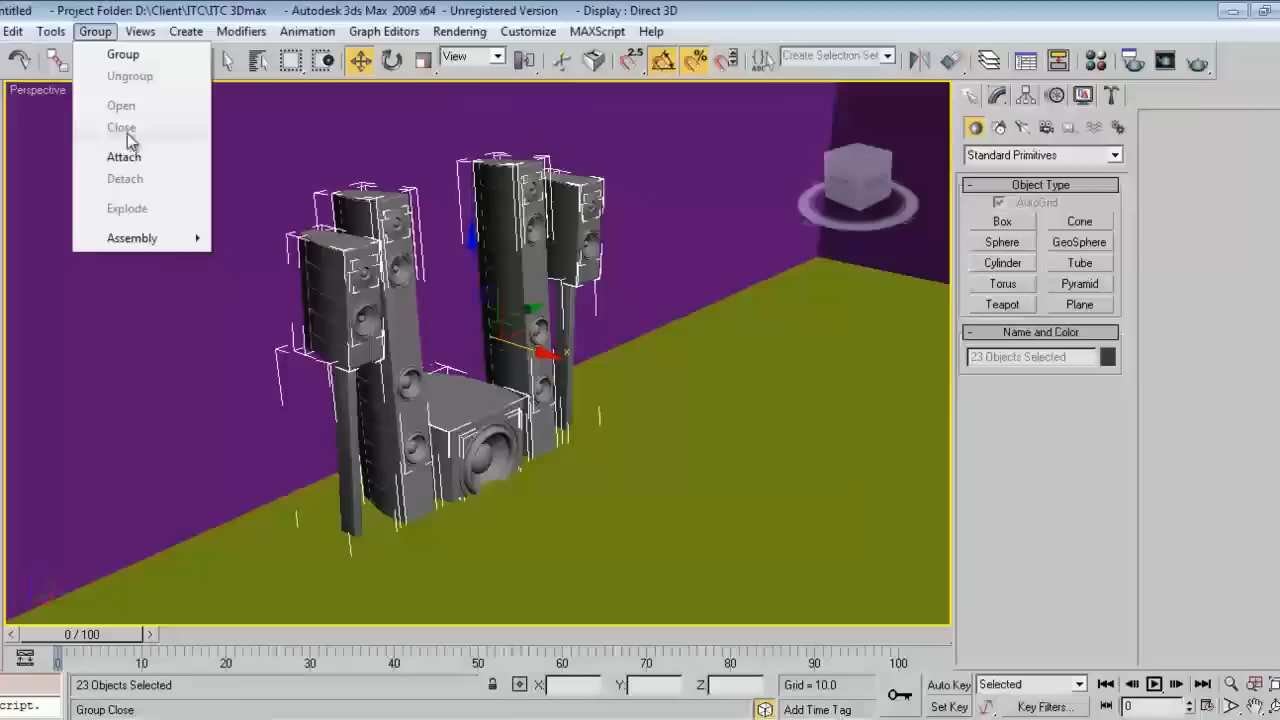 ntitled - Project Folder: D:\Client\ITC\ITC 3Dmax - Autodesk 3ds Max 2009 x64 - Unregistered Version - Display : Direct 3D
Edit Tools Group Views Create Modifiers Animation Graph Editors Rendering Customize MAXScript Help
View 2.5 % ABC Create Selection Set
Perspective
Group
Ungroup
Open
Close
Attach
Detach
Explode
Assembly
Standard Primitives
- Object Type
AutoGrid
Box Cone
Sphere GeoSphere
Cylinder Tube
Torus Pyramid
Teapot Plane
- Name and Color
23 Objects Selected
x
< 0 / 100 >
0 10 20 30 40 50 60 70 80 90 100
23 Objects Selected X: Y: Z: Grid = 10.0 Auto Key Selected
cript. Group Close Add Time Tag Set Key Key Filters... 0